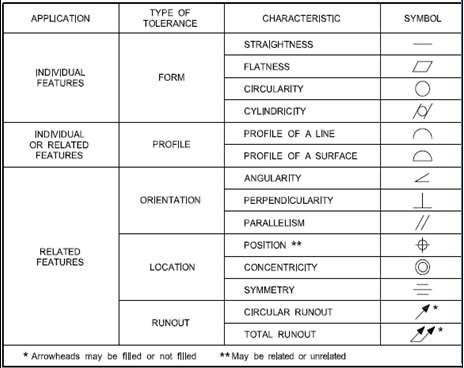 APPLICATION
TYPE OF
TOLERANCE
CHARACTERISTIC
SYMBOL
INDIVIDUAL
FEATURES
FORM
STRAIGHTNESS
FLATNESS
CIRCULARITY
CYLINDRICITY
INDIVIDUAL
OR RELATED
FEATURES
PROFILE
PROFILE OF A LINE
PROFILE OF A SURFACE
RELATED
FEATURES
ORIENTATION
ANGULARITY
PERPENDICULARITY
PARALLELISM
LOCATION
POSITION **
CONCENTRICITY
SYMMETRY
RUNOUT
CIRCULAR RUNOUT
*
TOTAL RUNOUT
*
* Arrowheads may be filled or not filled
** May be related or unrelated